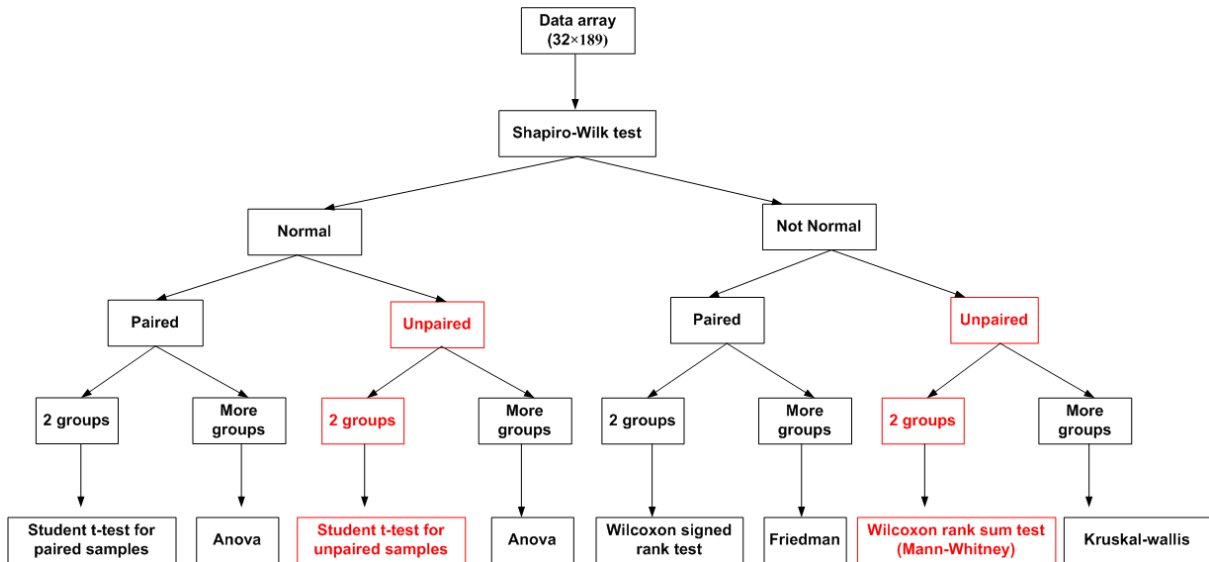 Data array
(32×189)
Shapiro-Wilk test
Normal
Not Normal
Paired
Unpaired
Paired
Unpaired
2 groups
More
groups
2 groups
More
groups
2 groups
More
groups
2 groups
More
groups
Student t-test for
paired samples
Anova
Student t-test for
unpaired samples
Anova
Wilcoxon signed
rank test
Friedman
Wilcoxon rank sum test
(Mann-Whitney)
Kruskal-wallis